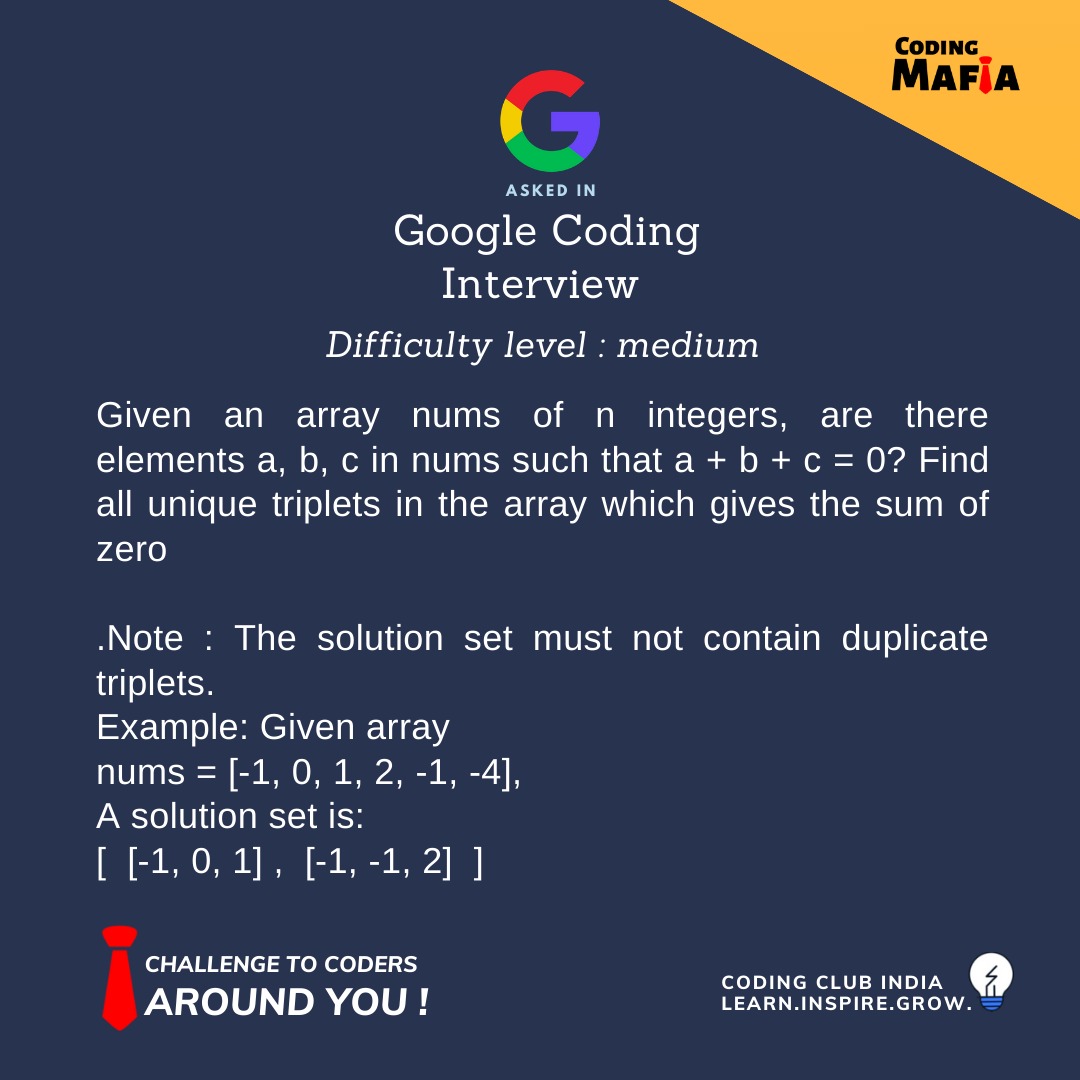 CODING
MAFIA
G
ASKED IN
Google Coding
Interview
Difficulty level : medium
Given an array nums of n integers, are there
elements a, b, c in nums such that a + b + c = 0? Find
all unique triplets in the array which gives the sum of
zero
.Note : The solution set must not contain duplicate
triplets.
Example: Given array
nums = [-1, 0, 1, 2, -1, -4],
A solution set is:
[ [-1, 0, 1] , [-1, -1, 2] ]
CHALLENGE TO CODERS
AROUND YOU !
CODING CLUB INDIA
LEARN.INSPIRE.GROW.